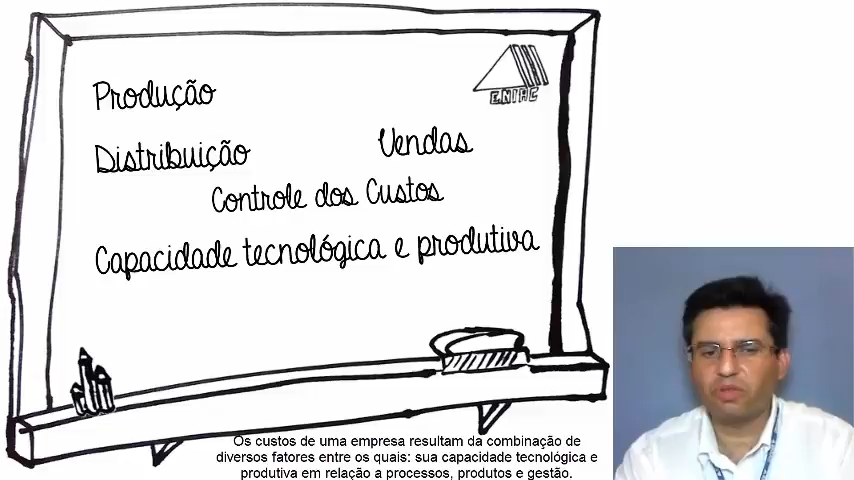 ENIAC
Produção
Distribuição
Vendas
Controle dos Custos
Capacidade tecnológica e produtiva
Os custos de uma empresa resultam da combinação de
diversos fatores entre os quais: sua capacidade tecnológica e
produtiva em relação a processos, produtos e gestão.